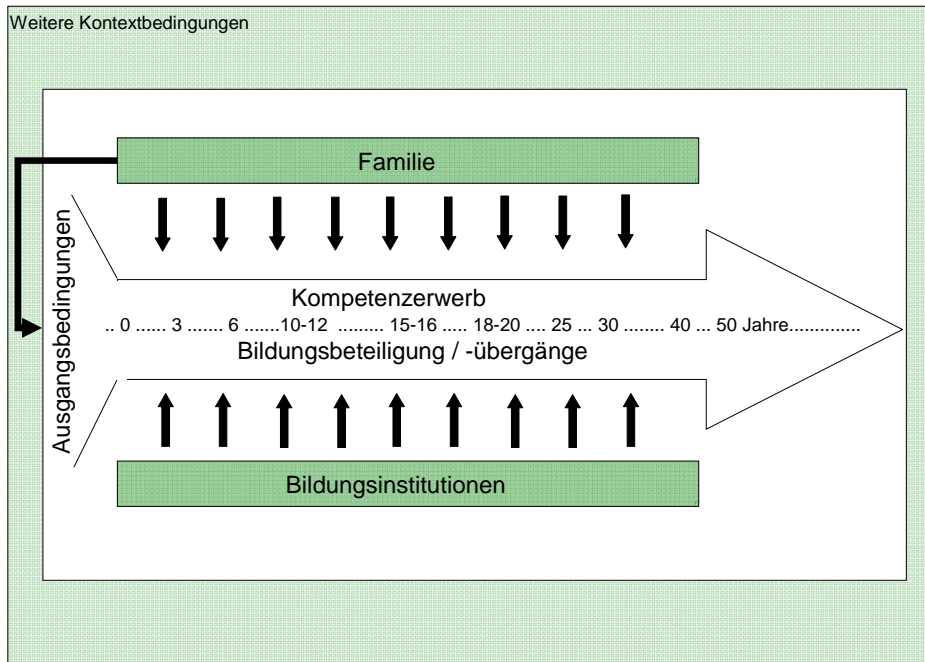 Weitere Kontextbedingungen
Familie
Ausgangsbedingungen
Kompetenzerwerb
.. 0 ...... 3 ....... 6 .......10-12 ......... 15-16 .... 18-20 .... 25 ... 30 ........ 40 ... 50 Jahre..............
Bildungsbeteiligung / -übergänge
Bildungsinstitutionen